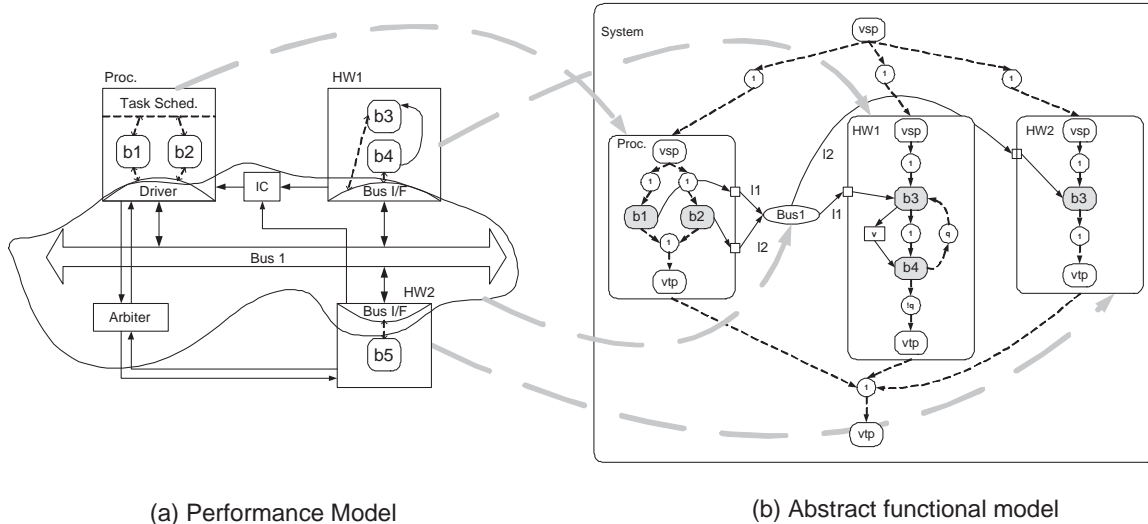 Proc.
Task Sched.
b1
b2
Driver
IC
HW1
b3
b4
Bus I/F
Bus 1
Arbiter
HW2
Bus I/F
b5
(a) Performance Model
System
vsp
1
1
1
Proc.
vsp
1
1
b1
b2
1
vtp
l1
l2
Bus1
l1
l2
HW1
vsp
1
b3
v
1
q
b4
!q
vtp
HW2
vsp
1
b3
1
vtp
1
vtp
(b) Abstract functional model